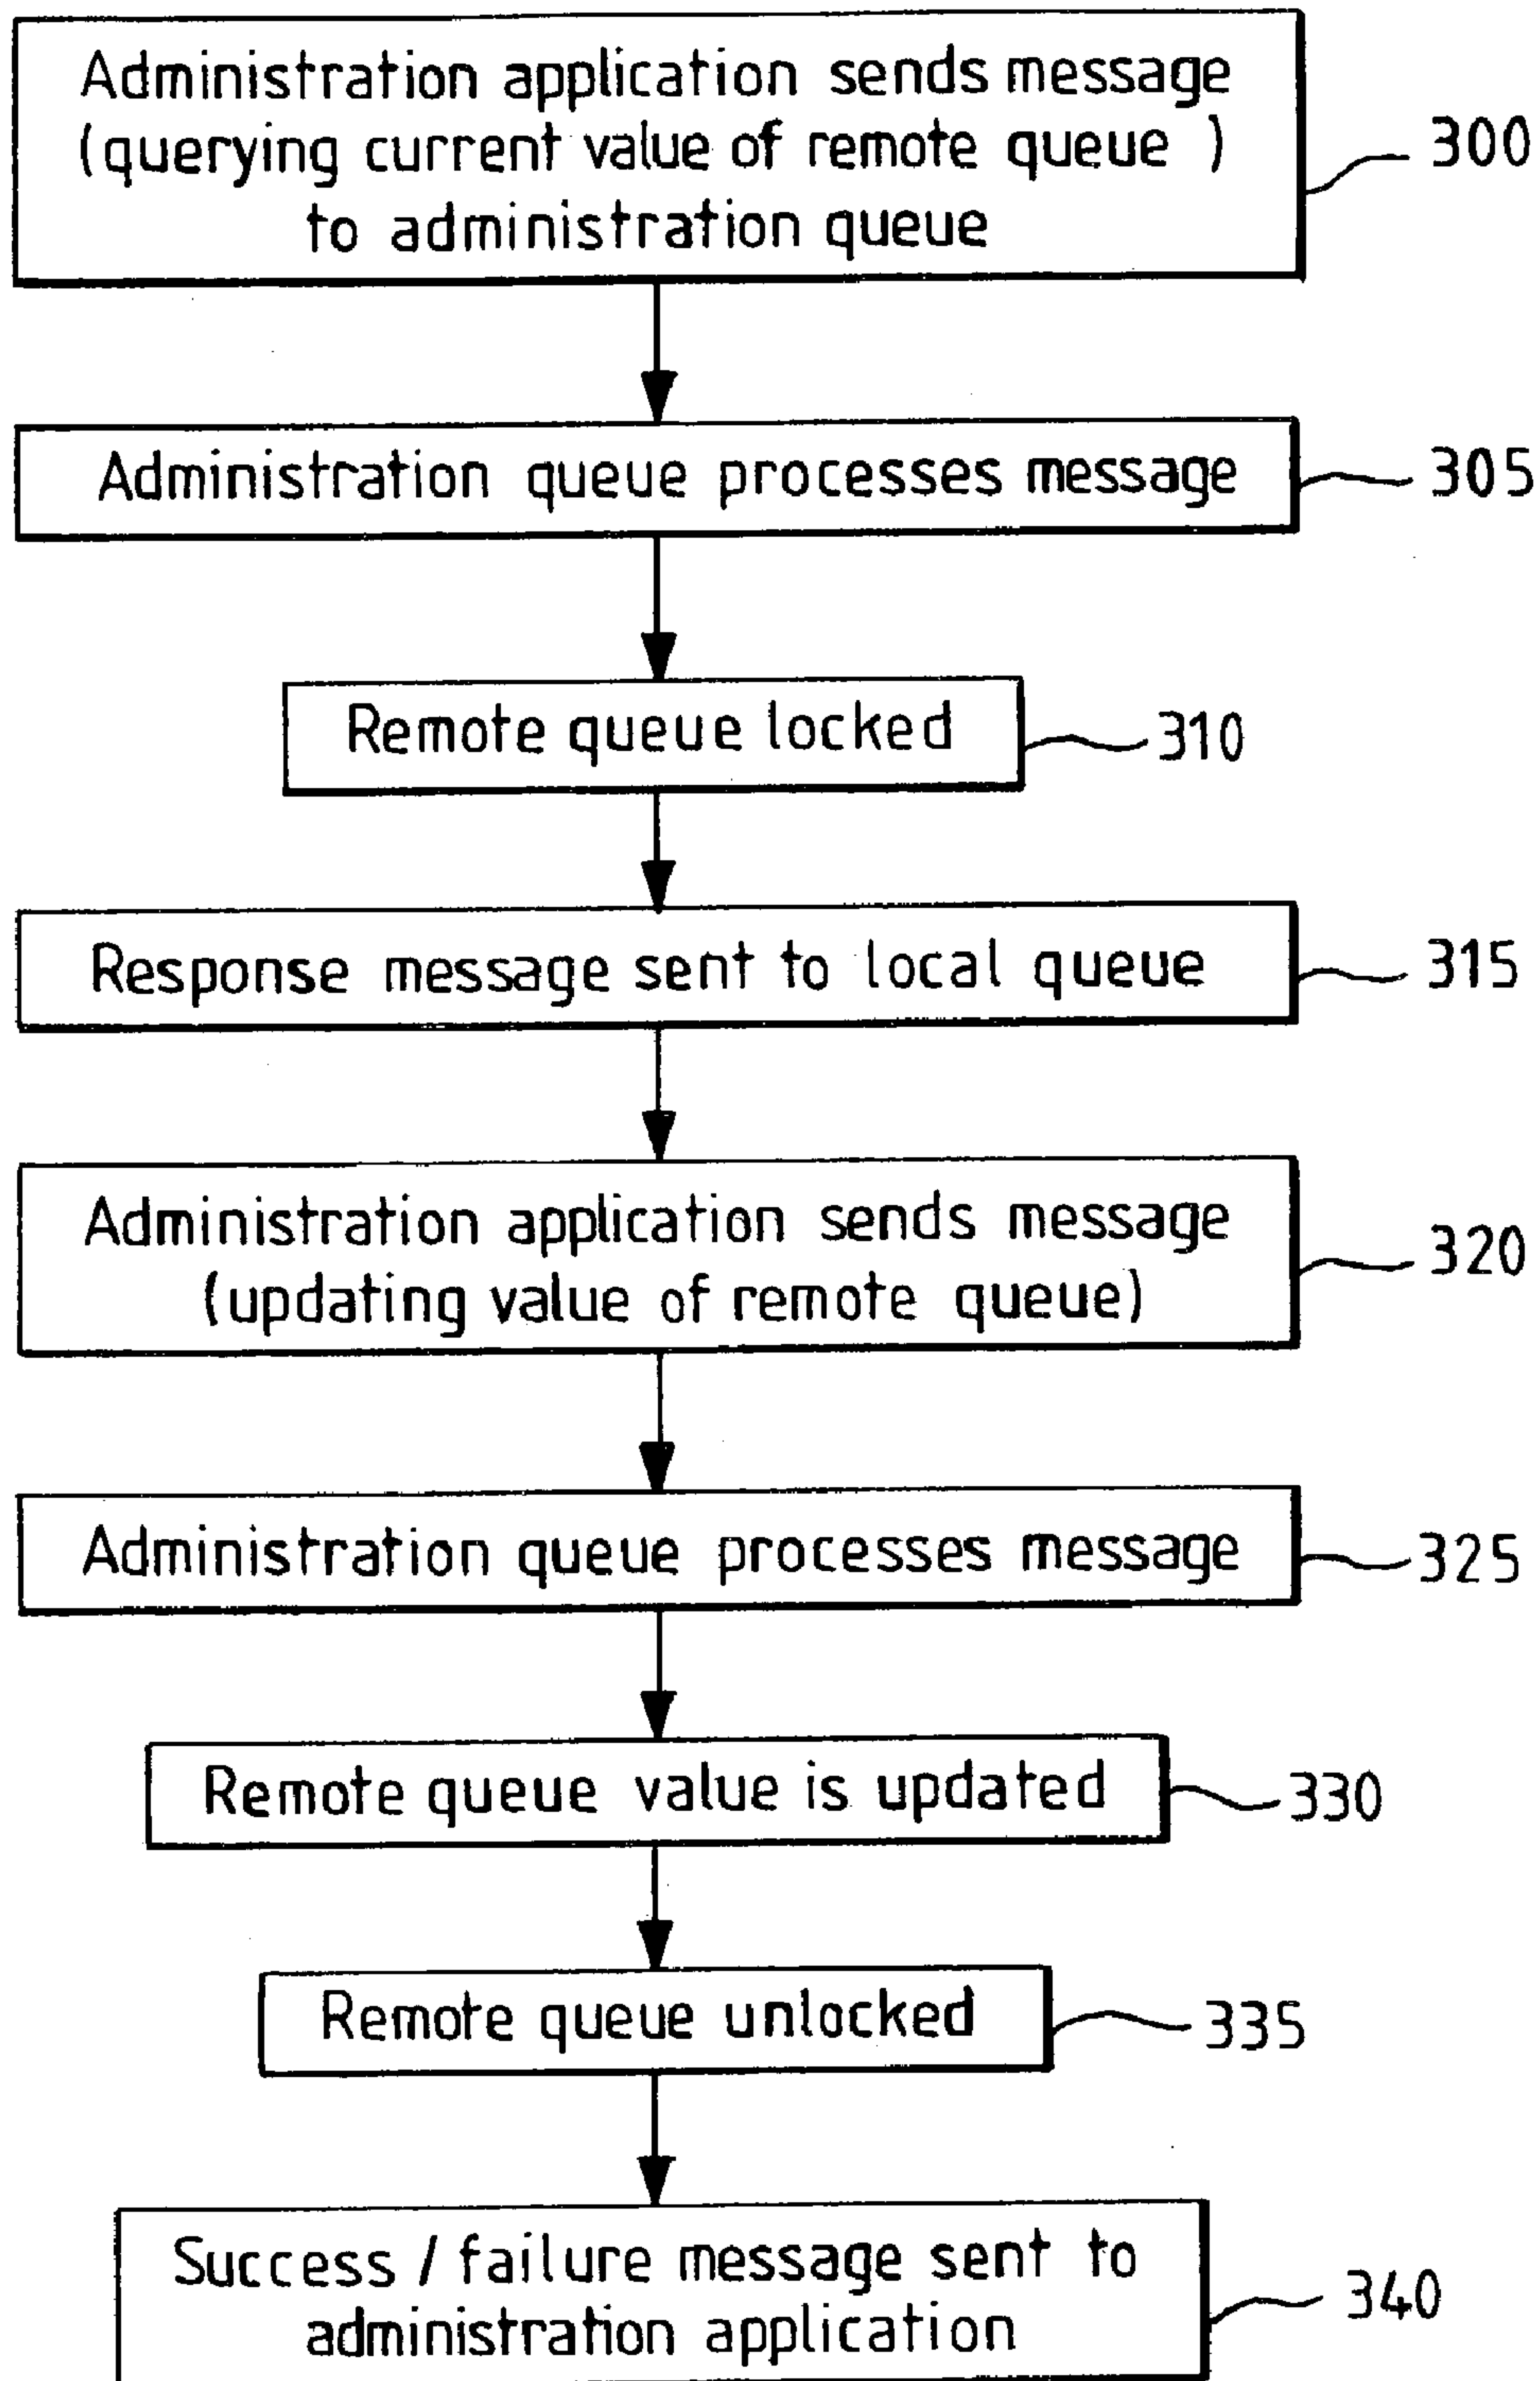 Administration application sends message
(querying current value of remote queue )
to administration queue
300
Administration queue processes message
305
Remote queue locked
310
Response message sent to local queue
315
Administration application sends message
(updating value of remote queue)
320
Administration queue processes message
325
Remote queue value is updated
330
Remote queue unlocked
335
Success / failure message sent to
administration application
340